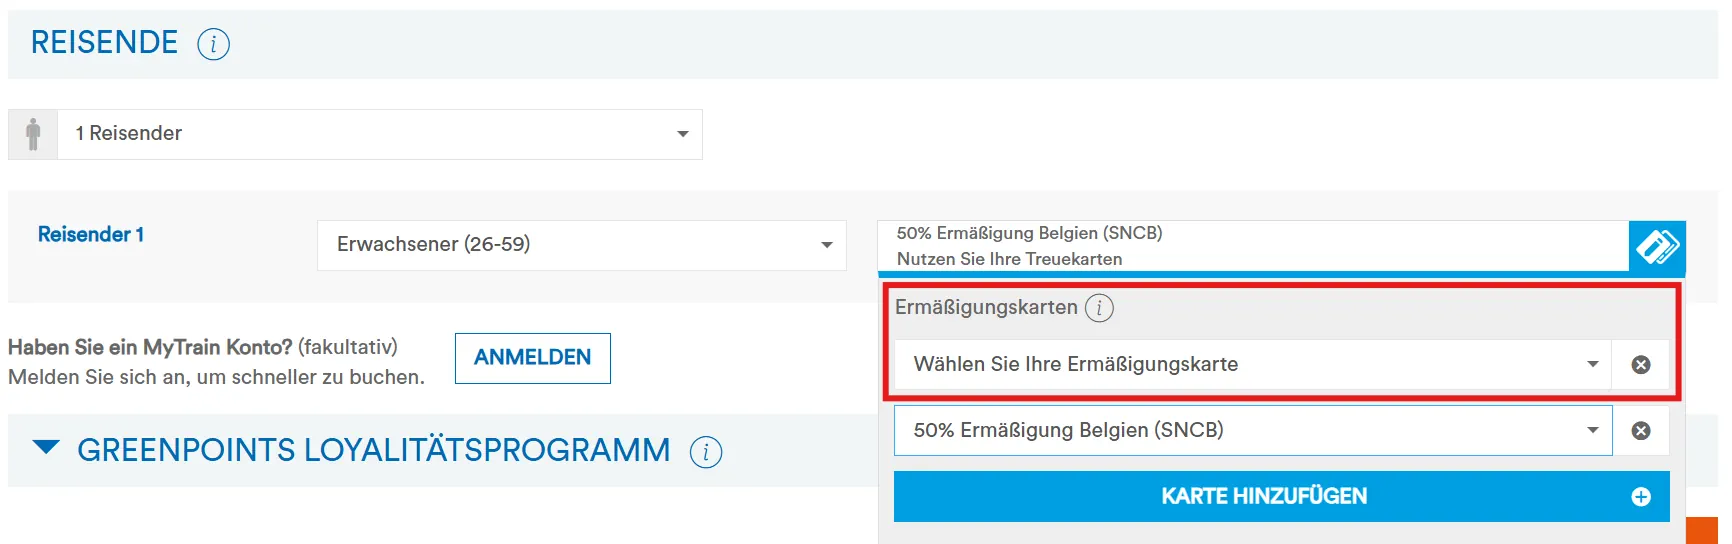 REISENDE
1 Reisender
Reisender 1
Erwachsener (26-59)
50% Ermäßigung Belgien (SNCB)
Nutzen Sie Ihre Treuekarten
Ermäßigungskarten
Wählen Sie Ihre Ermäßigungskarte
50% Ermäßigung Belgien (SNCB)
KARTE HINZUFÜGEN
Haben Sie ein MyTrain Konto? (fakultativ)
Melden Sie sich an, um schneller zu buchen.
ANMELDEN
GREENPOINTS LOYALITÄTSPROGRAMM